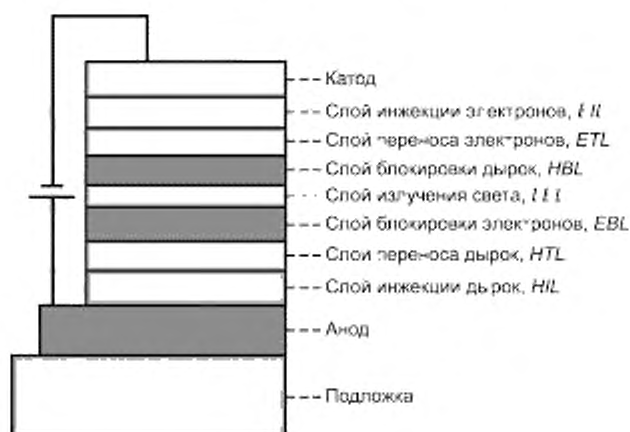 Катод
Слой инжекции электронов,
Слой переноса электронов, ETL
Слой блокировки дырок, HBL
Слой излучения света,
Слой блокировки электронов, EBL
Слой переноса дырок, HTL
Слой инжекции дырок, HIL
Анод
Подложка